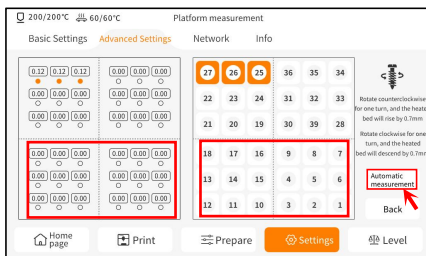 200/200°C 60/60°C Platform measurement
Basic Settings Advanced Settings Network Info
0.12 0.12 0.12 0.00 0.00 0.00 27 26 25 36 35 34
0.00 0.00 0.00 0.00 0.00 0.00 22 23 24 31 32 33
0.00 0.00 0.00 0.00 0.00 0.00 21 20 19 30 39 28
0.00 0.00 0.00 0.00 0.00 0.00 18 17 16 9 8 7
0.00 0.00 0.00 0.00 0.00 0.00 13 14 15 4 5 6
0.00 0.00 0.00 0.00 0.00 0.00 12 11 10 3 2 1
Rotate counterclockwise
for one turn, and the heate
bed will rise by 0.7mm
Rotate clockwise for one
turn, and the heated
bed will descend by 0.7mm
Automatic
measurement
Back
Home
page
Print
Prepare
Settings
Level